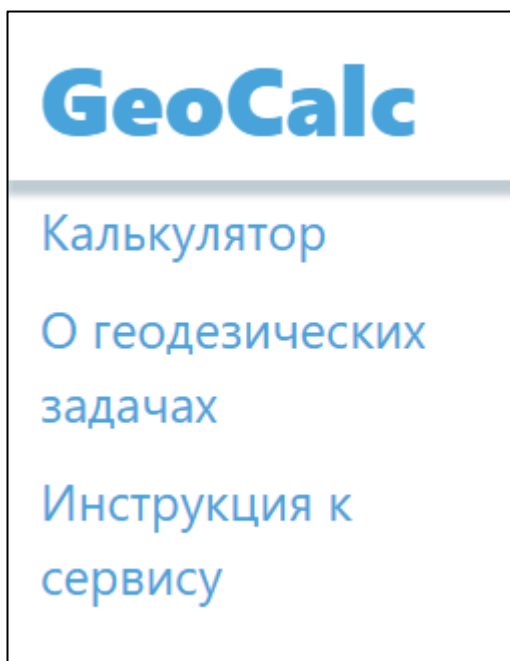 GeoCalc
Калькулятор
О геодезических
задачах
Инструкция к
сервису